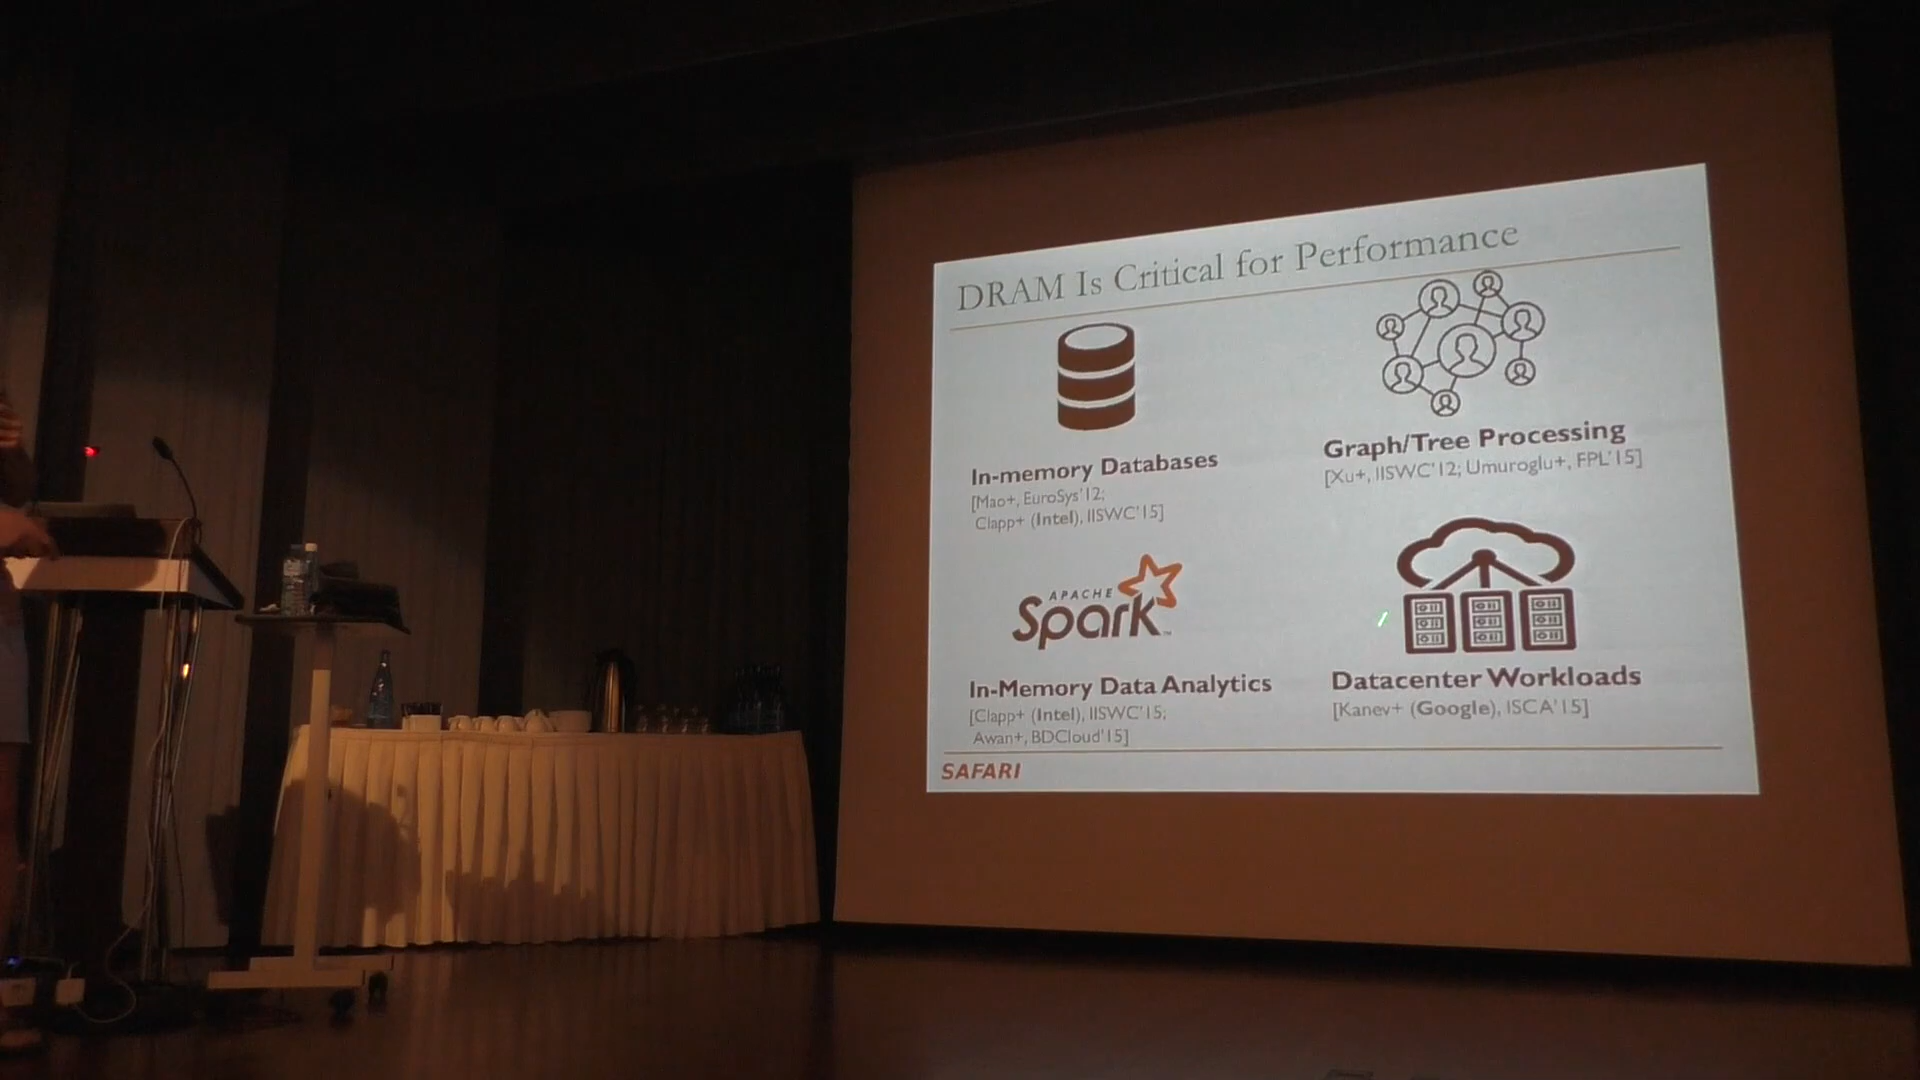 DRAM Is Critical for Performance
In-memory Databases
[Mao+, EuroSys'12;
Clapp+ (Intel), IISWC'15]
Graph/Tree Processing
[Xu+, IISWC'12; Umuroglu+, FPL'15]
APACHE
Spark™
In-Memory Data Analytics
[Clapp+ (Intel), IISWC'15;
Awan+, BDCloud'15]
Datacenter Workloads
[Kanev+ (Google), ISCA'15]
SAFARI